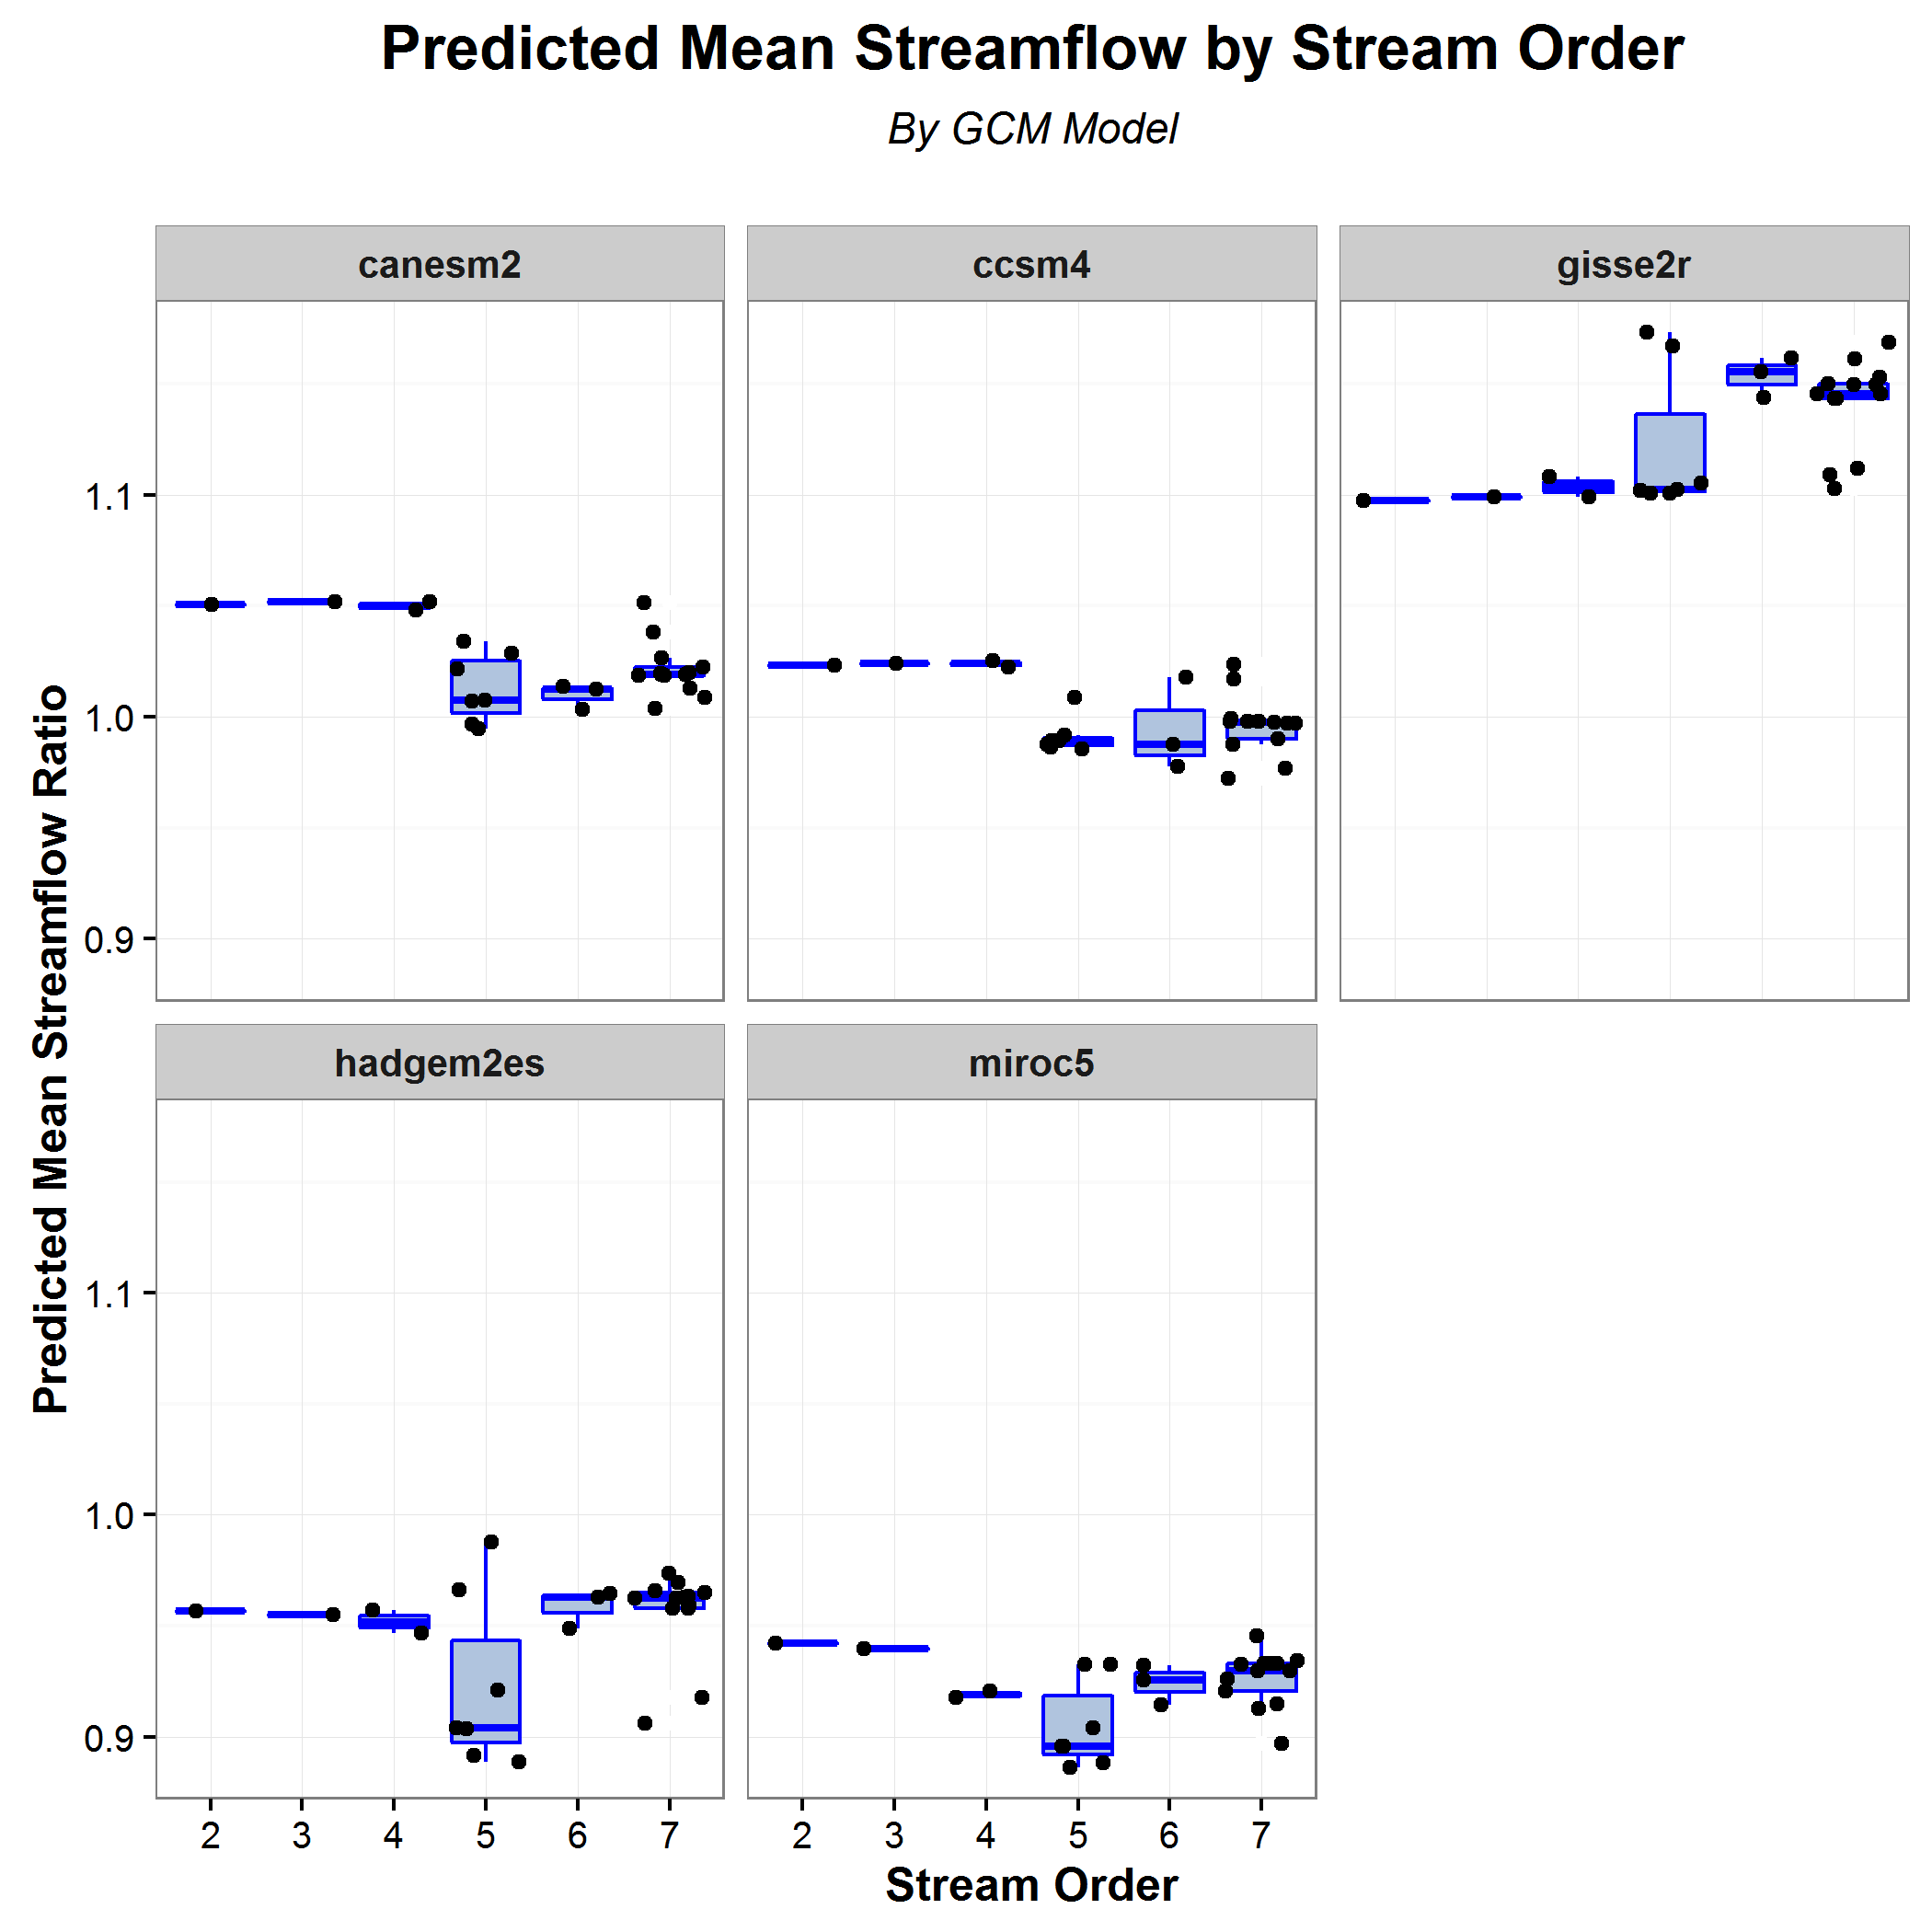 Predicted Mean Streamflow by Stream Order
By GCM Model
canesm2
ccsm4
gisse2r
1.1
1.0
0.9
hadgem2es
miroc5
1.1
1.0
0.9
2 3 4 5 6 7
2 3 4 5 6 7
Stream Order
Predicted Mean Streamflow Ratio